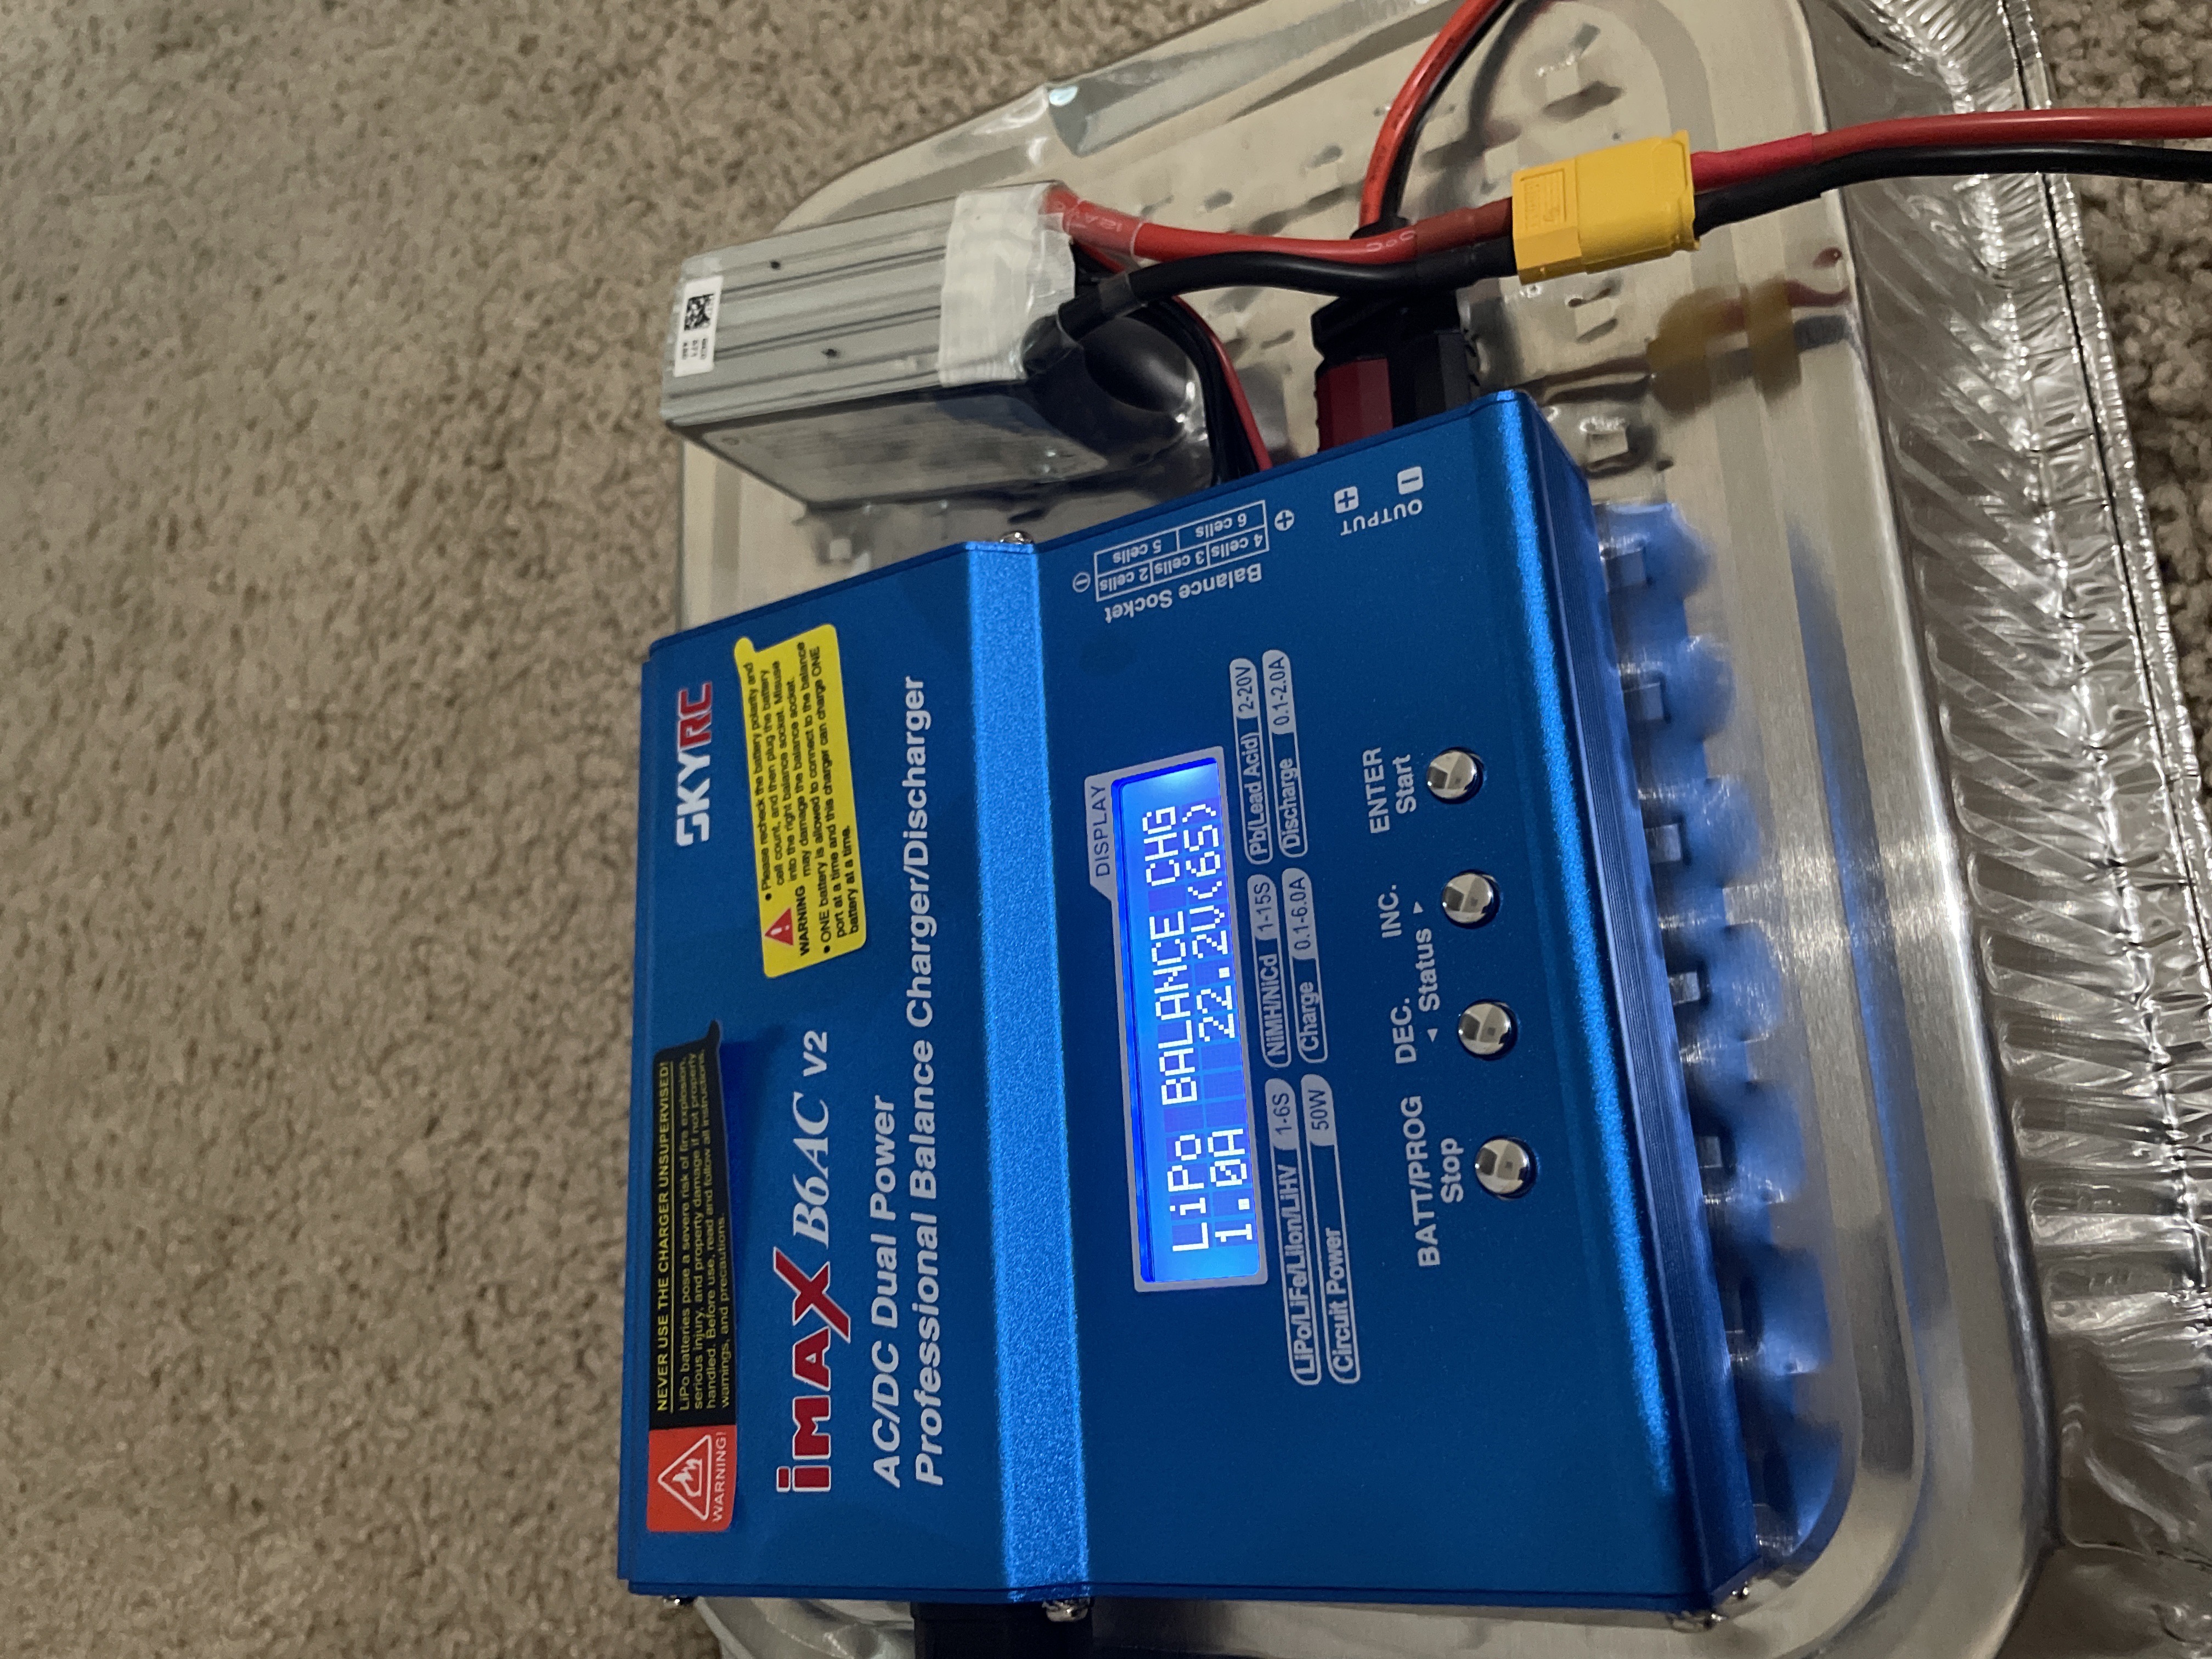 NEVER USE THE CHARGER UNSUPERVISED!
LiPo batteries pose a severe risk of fire explosion,
serious injury, and property damage if not properly
handled. Before use, read and follow all instructions,
warnings, and precautions.
WARNING!
SKYRC
iMAX B6AC V2
WARNING
• Please recheck the battery polarity and
cell count, and then plug the battery
into the right balance socket. Misuse
may damage the balance socket.
• ONE battery is allowed to connect to the balance
port at a time and this charger can charge ONE
battery at a time.
AC/DC Dual Power
Professional Balance Charger/Discharger
DISPLAY
LiPo BALANCE CHG
1.0A 22.2V(6S)
LiPo/LiFe/LiIon/LiHV 1-6S
NiMH/NiCd 1-15S
Pb(Lead Acid) 2-20V
Circuit Power 50W
Charge 0.1-6.0A
Discharge 0.1-2.0A
BATT/PROG
Stop
DEC.
INC.
◄ Status ►
ENTER
Start
Balance Socket
4 cells 3 cells 2 cells
6 cells 5 cells
OUTPUT